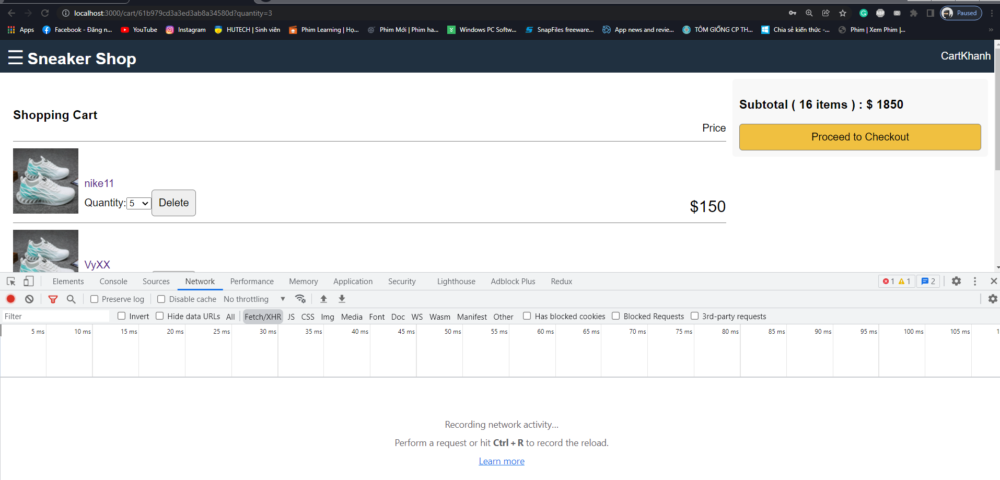 localhost:3000/cart/61b979cd3a3ed3ab8a34580d?quantity=3 ABP Paused
Apps Facebook - Đăng n... YouTube Instagram HUTECH | Sinh viên Phim Learning | Họ... Phim Mới | Phim ha... Windows PC Softw... SnapFiles freeware... App news and revie... TÔM GIỐNG CP TH... Chia sẻ kiến thức -... Phim | Xem Phim |... »
☰ Sneaker Shop CartKhanh
Subtotal ( 16 items ) : $ 1850
Shopping Cart
Price
Proceed to Checkout
nike11
Quantity: 5 Delete
$150
VyXX
Elements Console Sources Network Performance Memory Application Security Lighthouse Adblock Plus Redux 1 1 2
Preserve log Disable cache No throttling
Filter Invert Hide data URLs All Fetch/XHR JS CSS Img Media Font Doc WS Wasm Manifest Other Has blocked cookies Blocked Requests 3rd-party requests
5 ms 10 ms 15 ms 20 ms 25 ms 30 ms 35 ms 40 ms 45 ms 50 ms 55 ms 60 ms 65 ms 70 ms 75 ms 80 ms 85 ms 90 ms 95 ms 100 ms 105 ms 1
Recording network activity...
Perform a request or hit Ctrl + R to record the reload.
Learn more